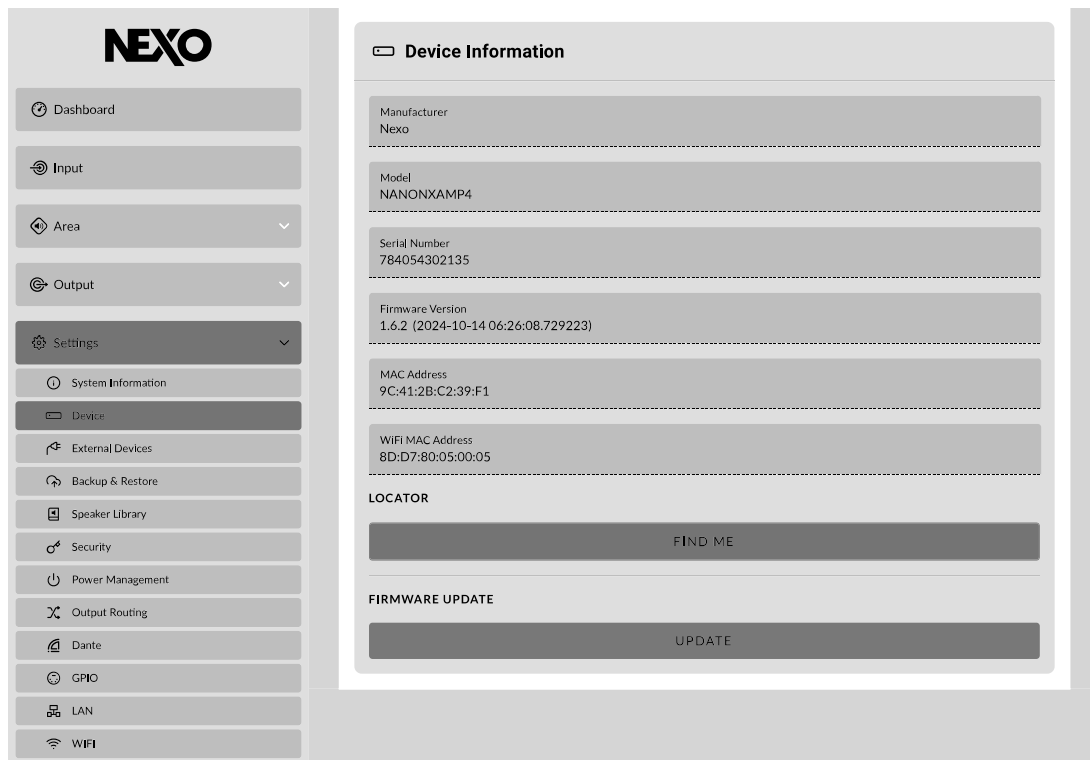 NEXO
Dashboard
Input
Area
Output
Settings
System Information
Device
External Devices
Backup & Restore
Speaker Library
Security
Power Management
Output Routing
Dante
GPIO
LAN
WIFI
Device Information
Manufacturer
Nexo
Model
NANONXAMP4
Serial Number
784054302135
Firmware Version
1.6.2 (2024-10-14 06:26:08.729223)
MAC Address
9C:41:2B:C2:39:F1
WiFi MAC Address
8D:D7:80:05:00:05
LOCATOR
FIND ME
FIRMWARE UPDATE
UPDATE